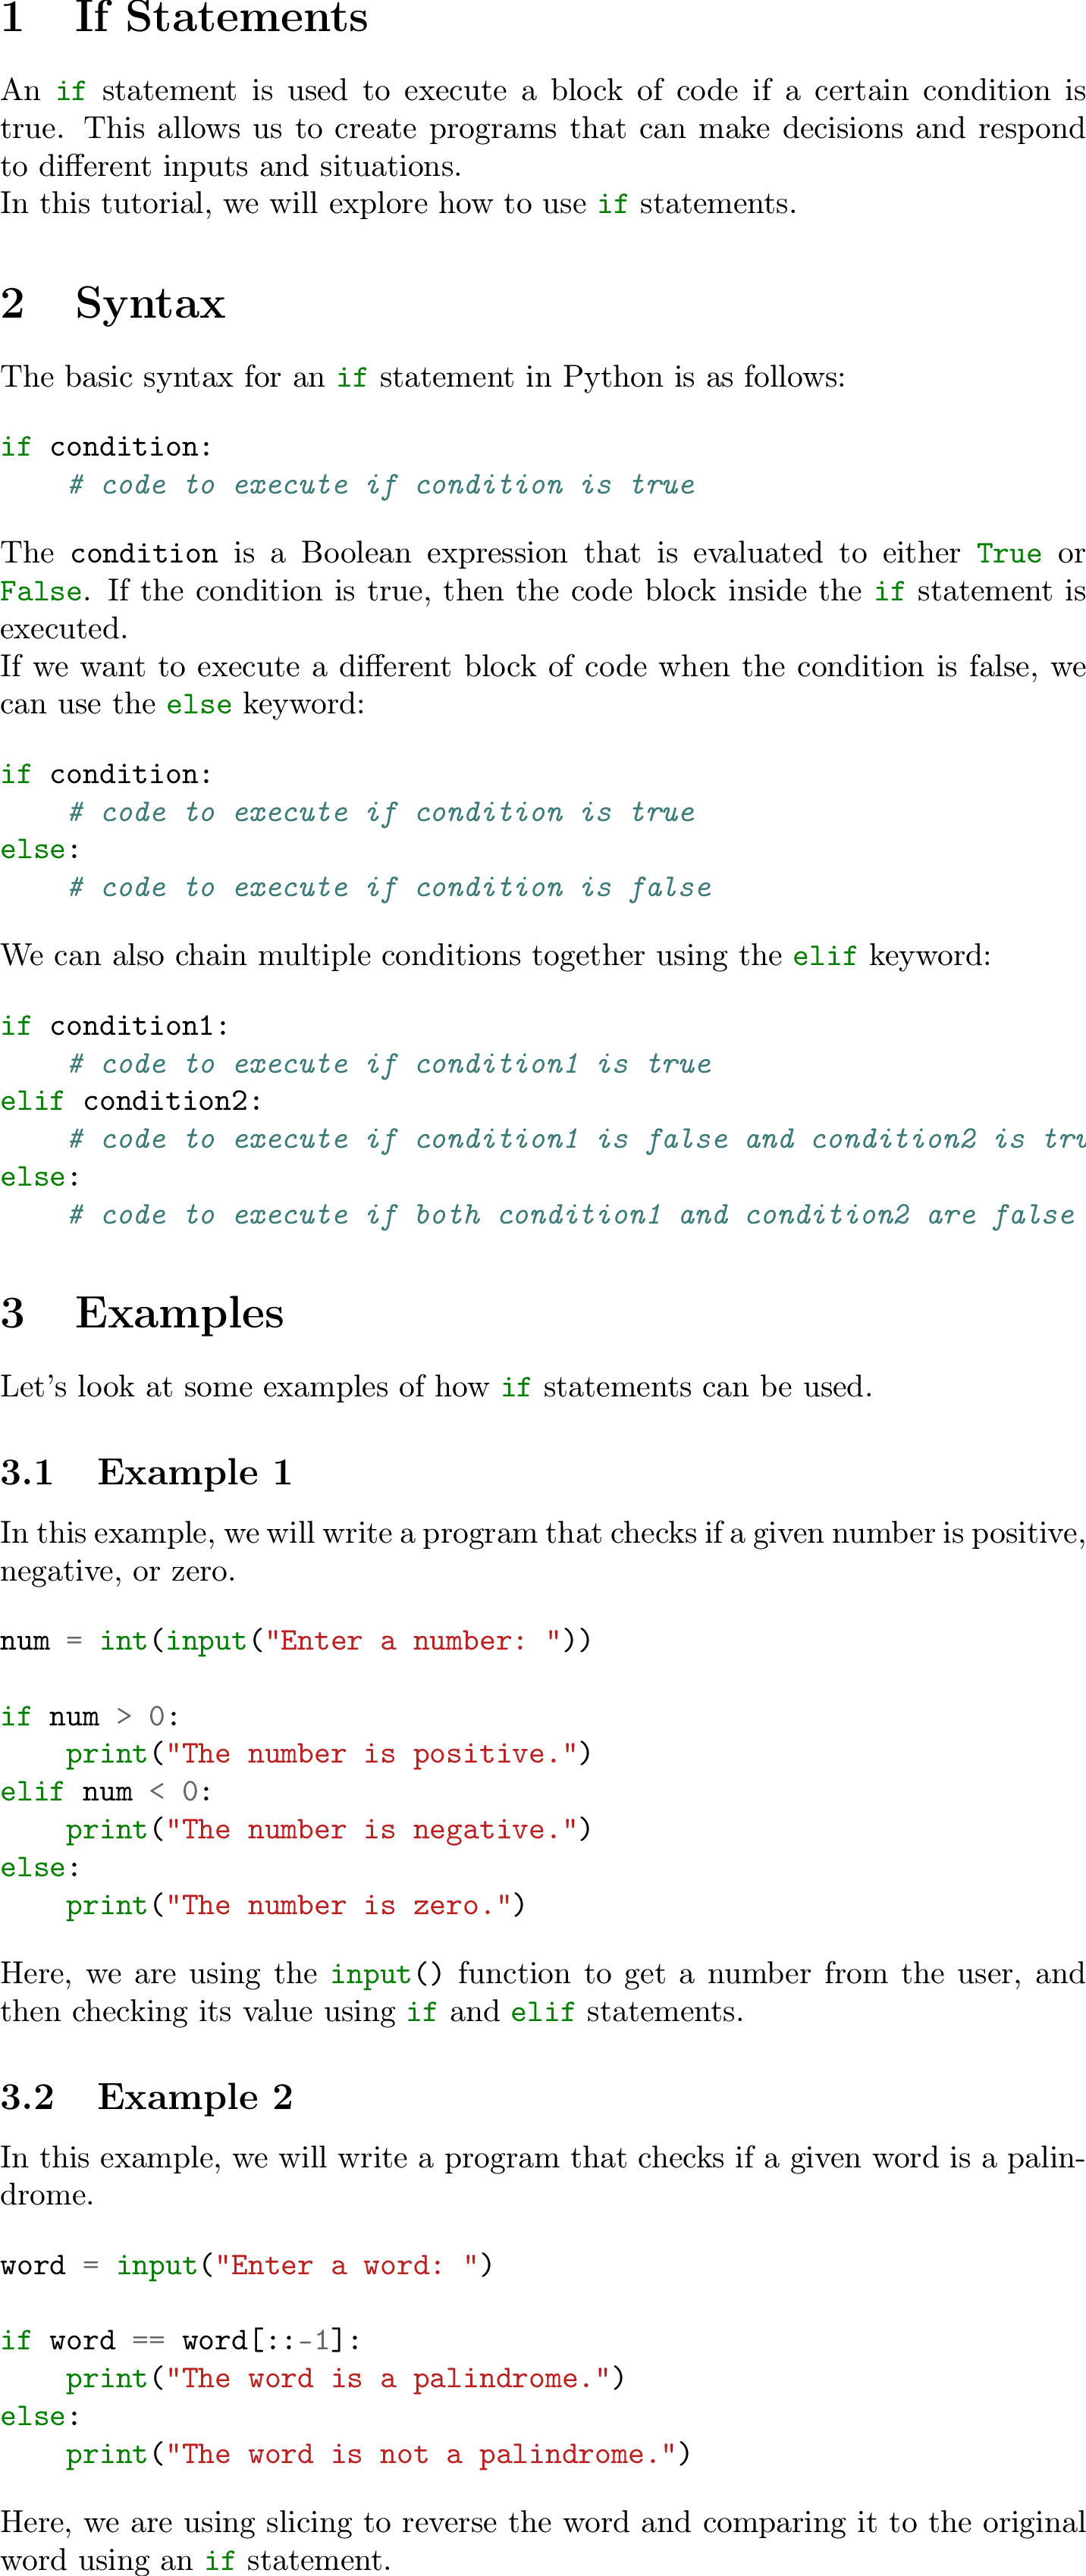 1 If Statements
An if statement is used to execute a block of code if a certain condition is
true. This allows us to create programs that can make decisions and respond
to different inputs and situations.
In this tutorial, we will explore how to use if statements.
2 Syntax
The basic syntax for an if statement in Python is as follows:
if condition:
    # code to execute if condition is true
The condition is a Boolean expression that is evaluated to either True or
False. If the condition is true, then the code block inside the if statement is
executed.
If we want to execute a different block of code when the condition is false, we
can use the else keyword:
if condition:
    # code to execute if condition is true
else:
    # code to execute if condition is false
We can also chain multiple conditions together using the elif keyword:
if condition1:
    # code to execute if condition1 is true
elif condition2:
    # code to execute if condition1 is false and condition2 is tru
else:
    # code to execute if both condition1 and condition2 are false
3 Examples
Let's look at some examples of how if statements can be used.
3.1 Example 1
In this example, we will write a program that checks if a given number is positive,
negative, or zero.
num = int(input("Enter a number: "))
if num > 0:
    print("The number is positive.")
elif num < 0:
    print("The number is negative.")
else:
    print("The number is zero.")
Here, we are using the input() function to get a number from the user, and
then checking its value using if and elif statements.
3.2 Example 2
In this example, we will write a program that checks if a given word is a palin-
drome.
word = input("Enter a word: ")
if word == word[::-1]:
    print("The word is a palindrome.")
else:
    print("The word is not a palindrome.")
Here, we are using slicing to reverse the word and comparing it to the original
word using an if statement.